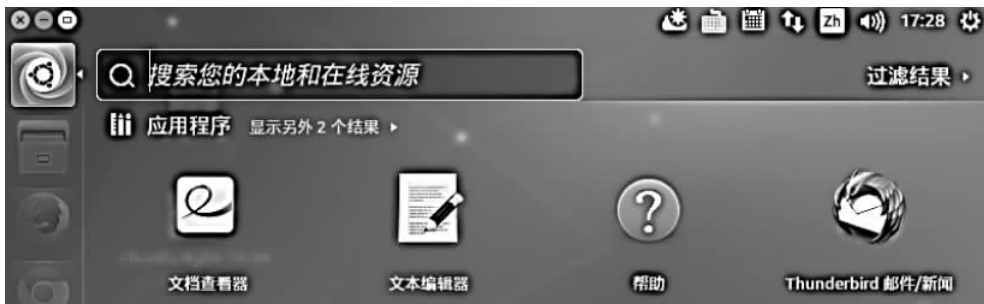 Zh 17:28
搜索您的本地和在线资源
过滤结果
应用程序 显示另外 2 个结果
文档查看器 文本编辑器 帮助 Thunderbird 邮件/新闻